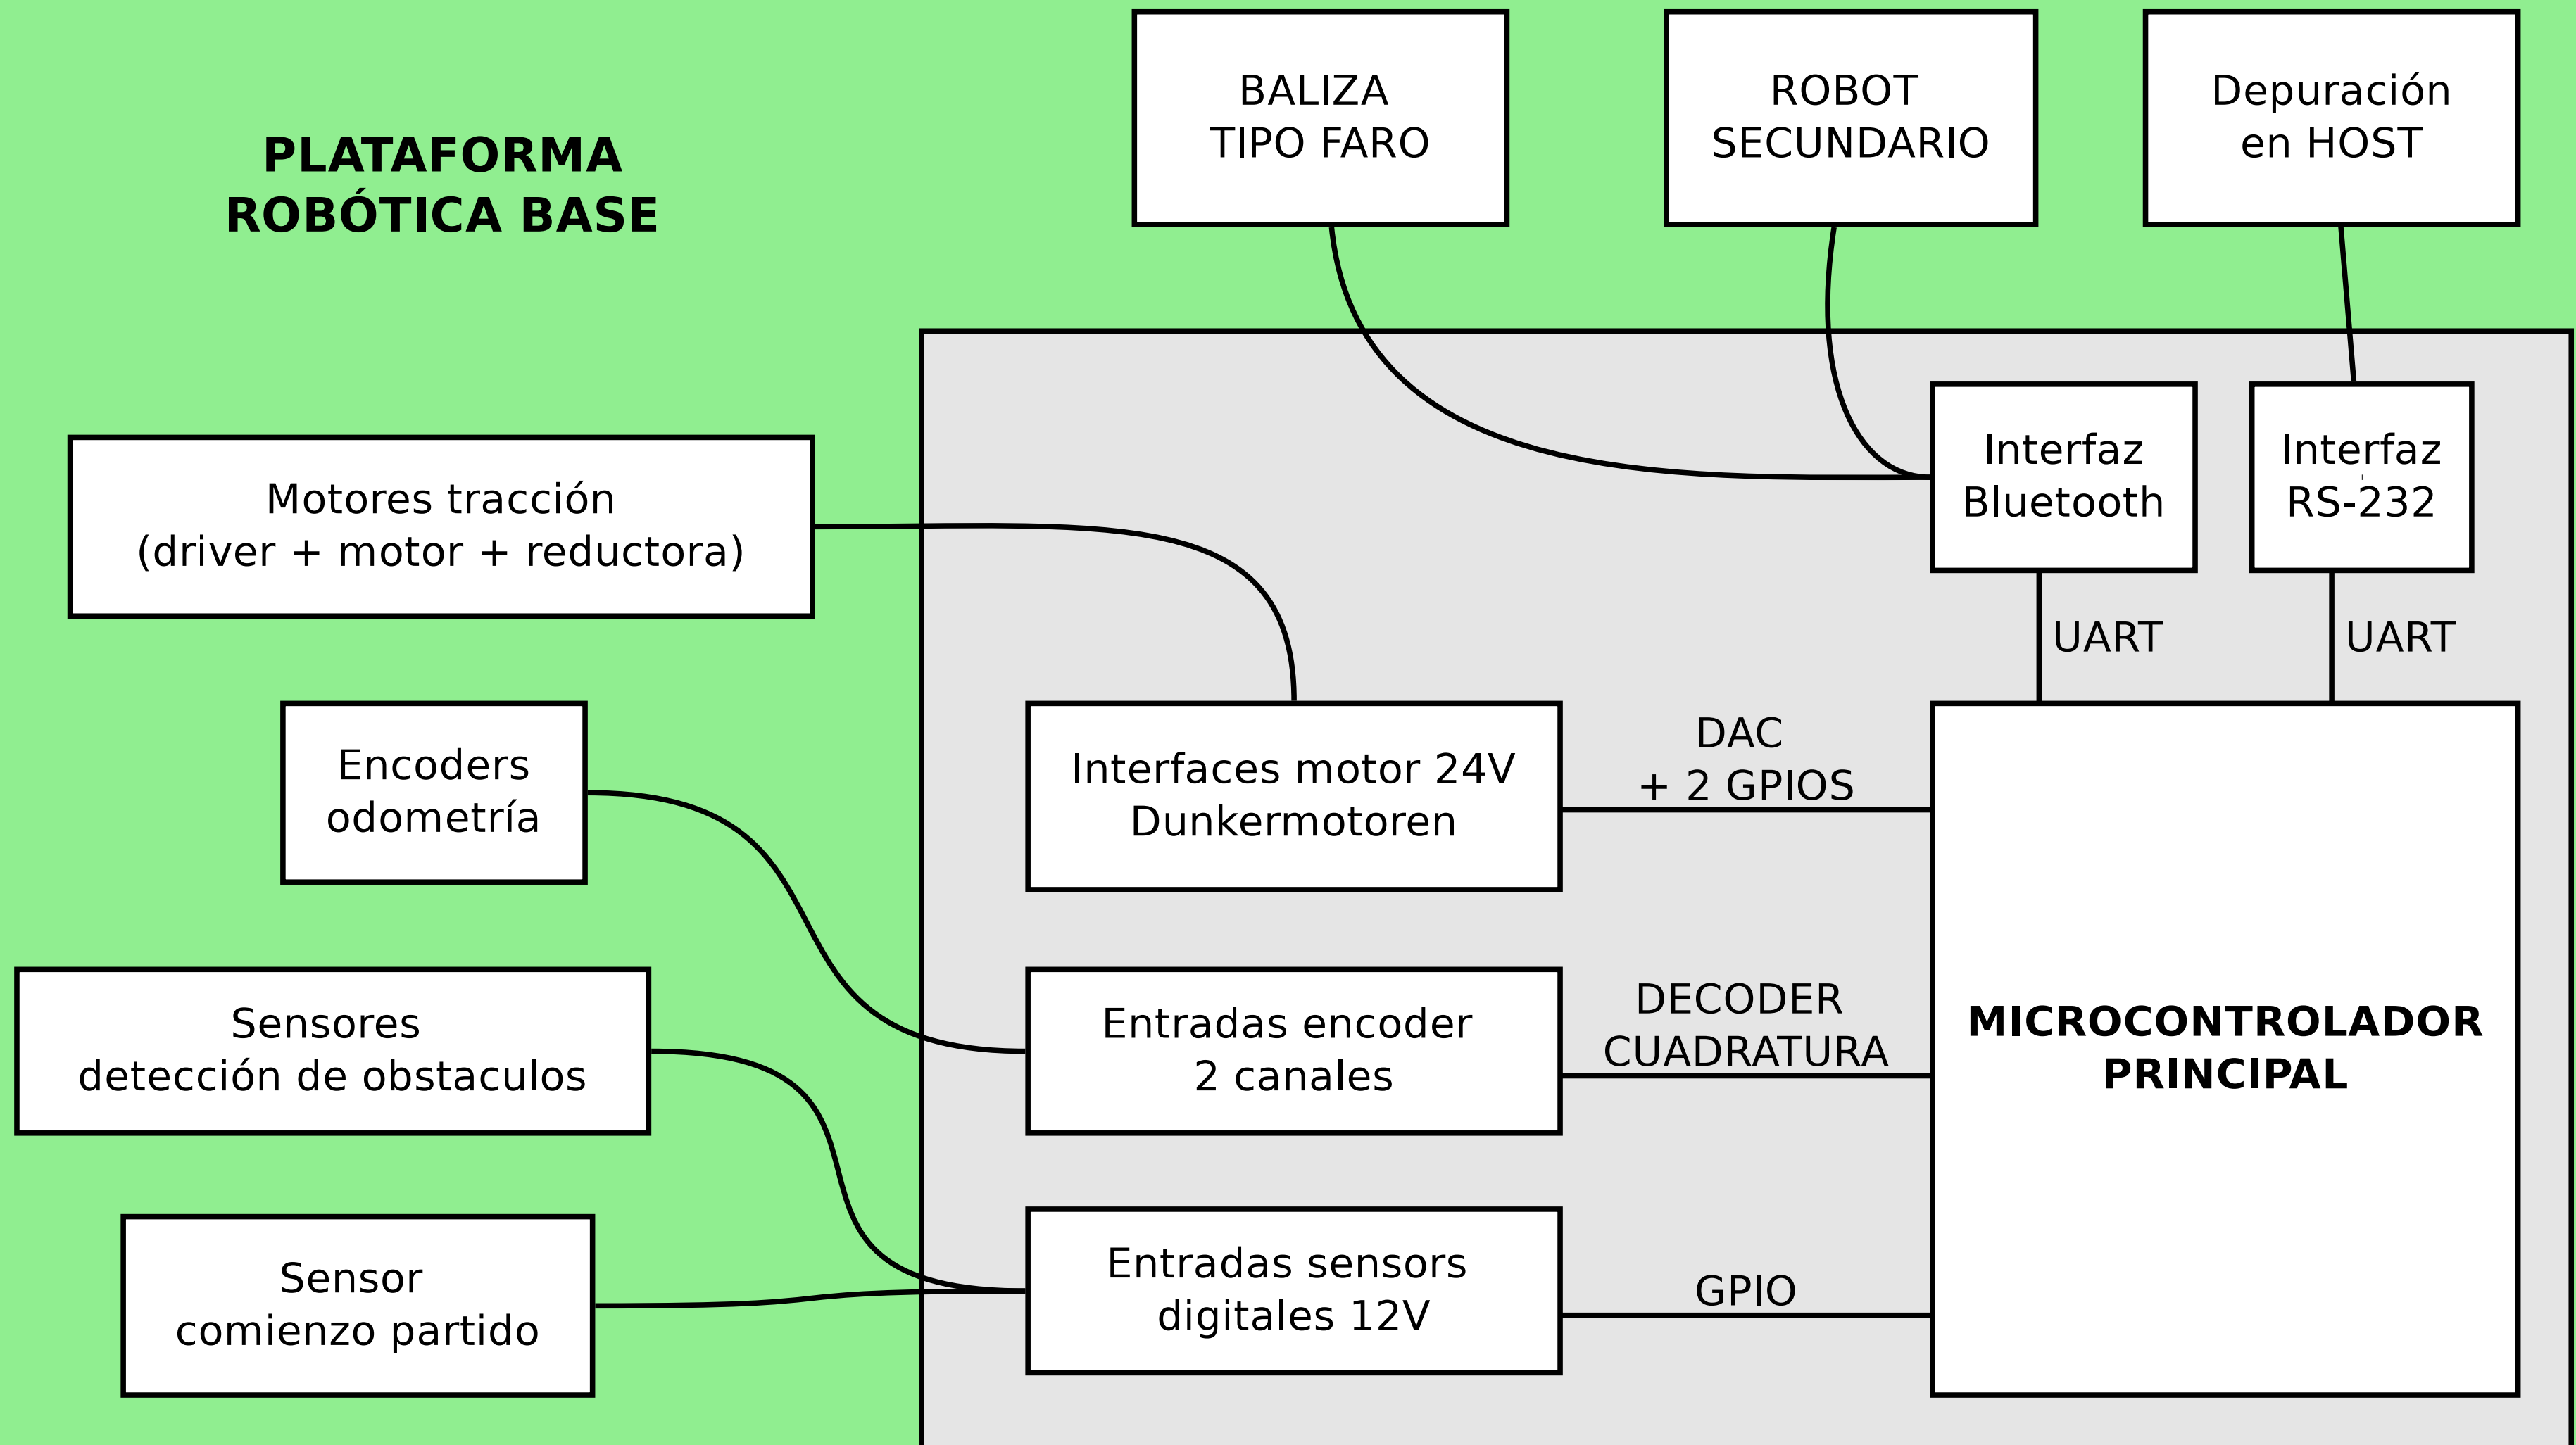 PLATAFORMA
ROBÓTICA BASE
BALIZA
TIPO FARO
ROBOT
SECUNDARIO
Depuración
en HOST
Motores tracción
(driver + motor + reductora)
Interfaz
Bluetooth
Interfaz
RS-232
UART
UART
Encoders
odometría
Interfaces motor 24V
Dunkermotoren
DAC
+ 2 GPIOS
Sensores
detección de obstaculos
Entradas encoder
2 canales
DECODER
CUADRATURA
MICROCONTROLADOR
PRINCIPAL
Sensor
comienzo partido
Entradas sensors
digitales 12V
GPIO